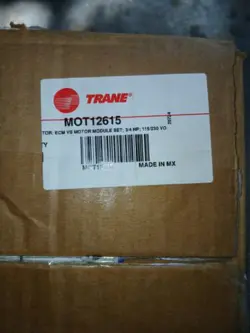 TRANE®
MOT12615
TOR; ECM VS MOTOR MODULE SET; 3/4 HP; 115/230 VO
TY
MADE IN MX